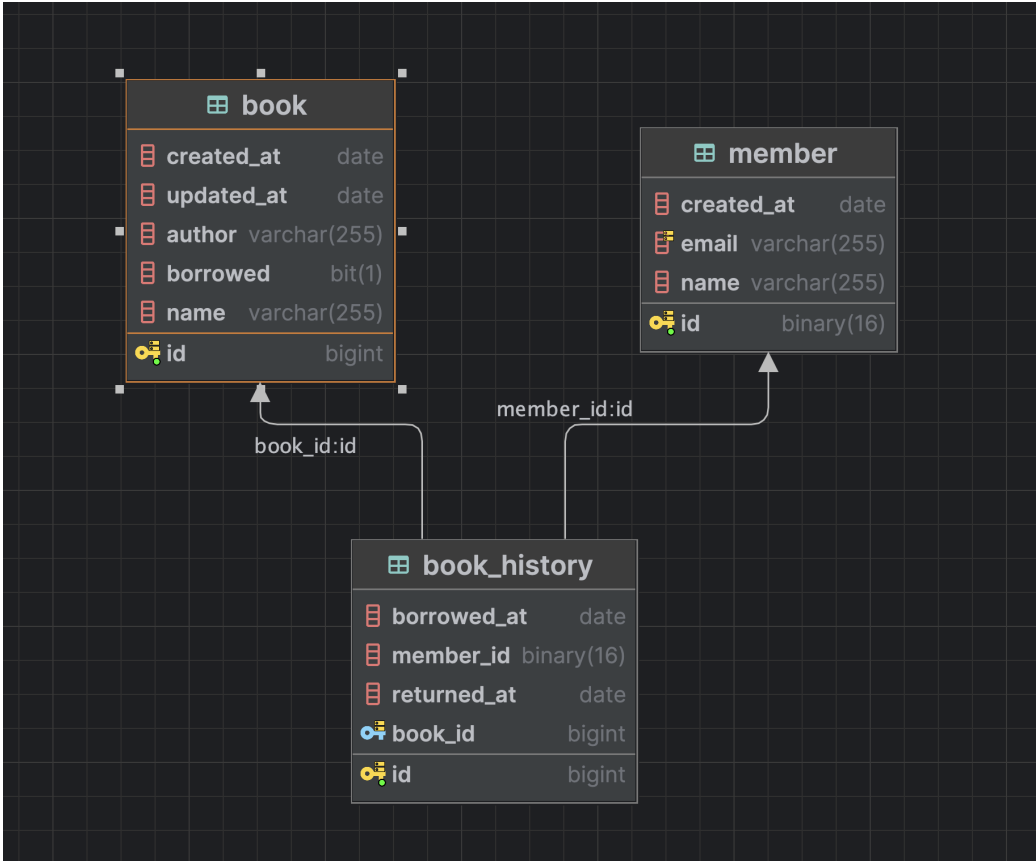 book
created_at date
updated_at date
author varchar(255)
borrowed bit(1)
name varchar(255)
id bigint
member
created_at date
email varchar(255)
name varchar(255)
id binary(16)
member_id:id
book_id:id
book_history
borrowed_at date
member_id binary(16)
returned_at date
book_id bigint
id bigint